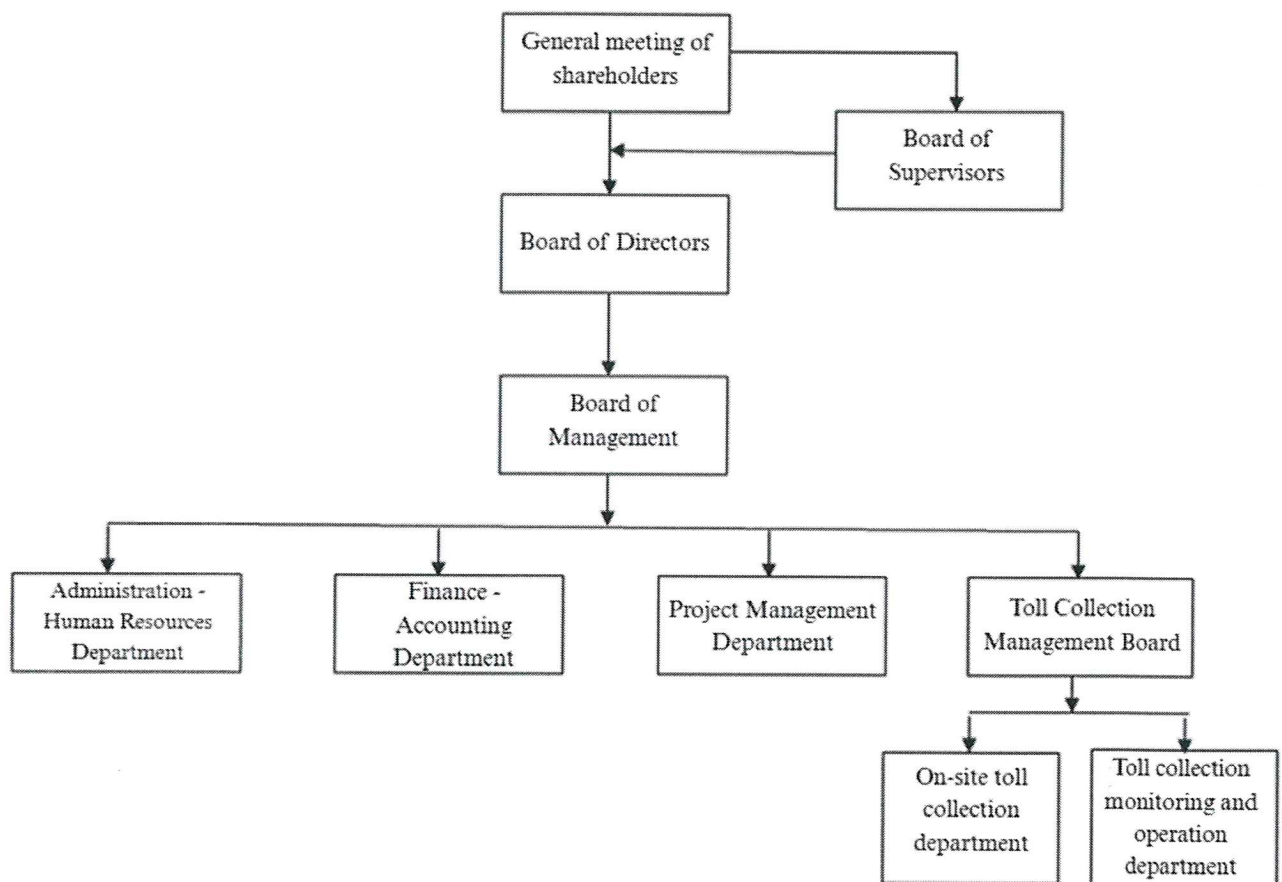 General meeting of
shareholders
Board of
Supervisors
Board of Directors
Board of
Management
Administration -
Human Resources
Department
Finance -
Accounting
Department
Project Management
Department
Toll Collection
Management Board
On-site toll
collection
department
Toll collection
monitoring and
operation
department